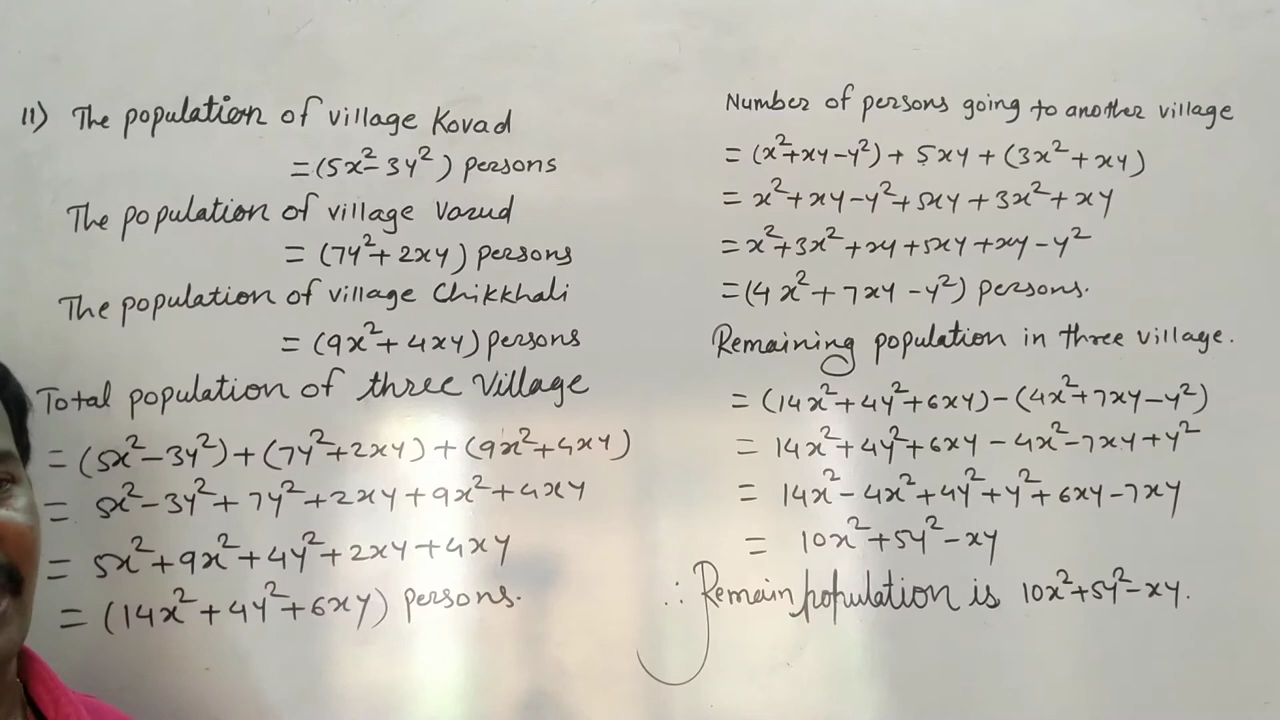 11) The population of village Kovad
= (5x² - 3y²) persons
The population of village Varud
= (7y² + 2xy) persons
The population of village Chikkhali
= (9x² + 4xy) persons
Total population of three Village
= (5x² - 3y²) + (7y² + 2xy) + (9x² + 4xy)
= 5x² - 3y² + 7y² + 2xy + 9x² + 4xy
= 5x² + 9x² + 4y² + 2xy + 4xy
= (14x² + 4y² + 6xy) persons.
Number of persons going to another village
= (x² + xy - y²) + 5xy + (3x² + xy)
= x² + xy - y² + 5xy + 3x² + xy
= x² + 3x² + xy + 5xy + xy - y²
= (4x² + 7xy - y²) persons.
Remaining population in three village.
= (14x² + 4y² + 6xy) - (4x² + 7xy - y²)
= 14x² + 4y² + 6xy - 4x² - 7xy + y²
= 14x² - 4x² + 4y² + y² + 6xy - 7xy
= 10x² + 5y² - xy
∴ Remain population is 10x² + 5y² - xy.